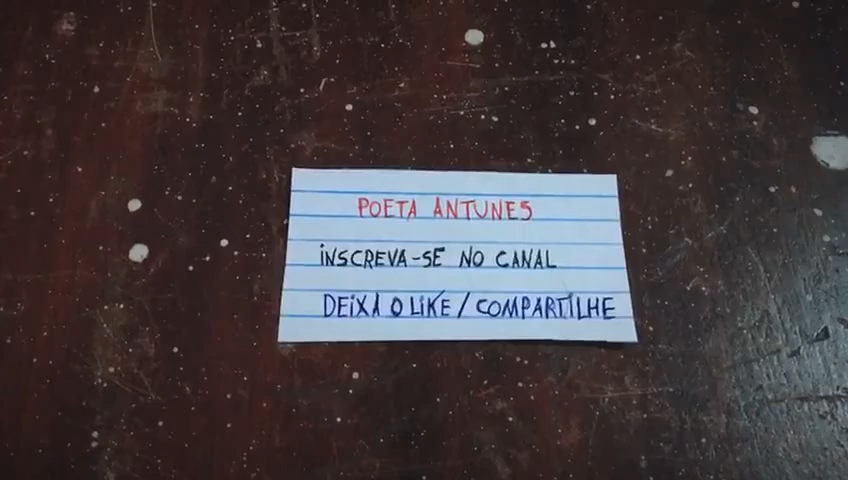 POETA ANTUNES
INSCREVA-SE NO CANAL
DEIXA O LIKE / COMPARTILHE